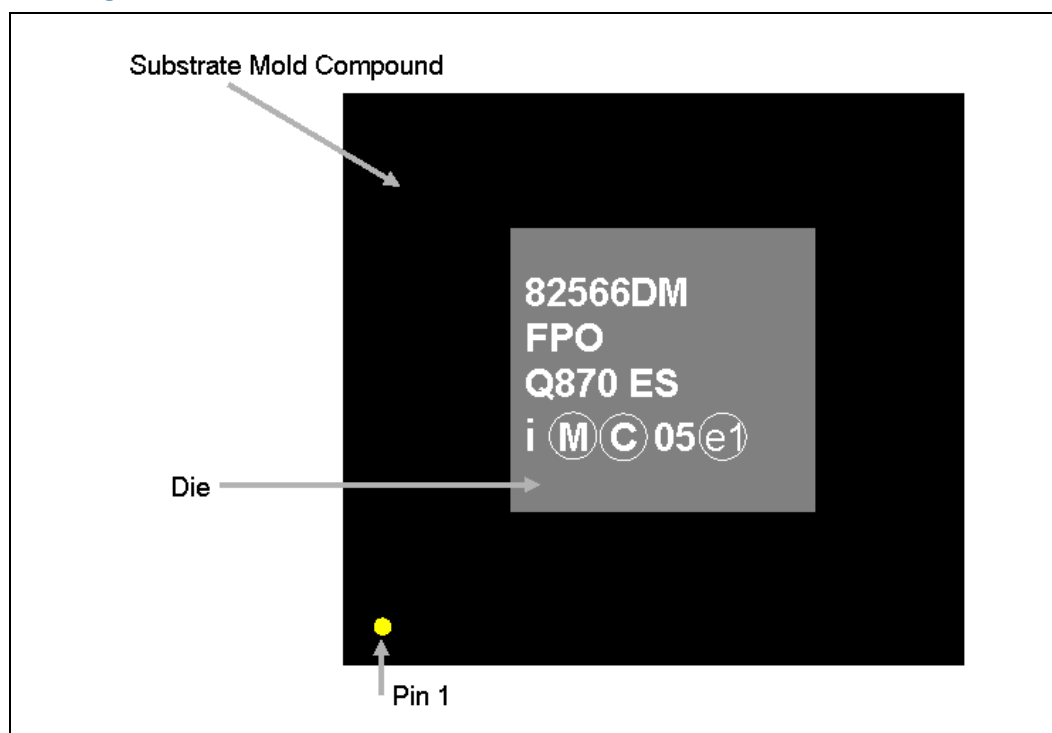 Substrate Mold Compound
82566DM
FPO
Q870 ES
i M C 05 e1
Die
Pin 1